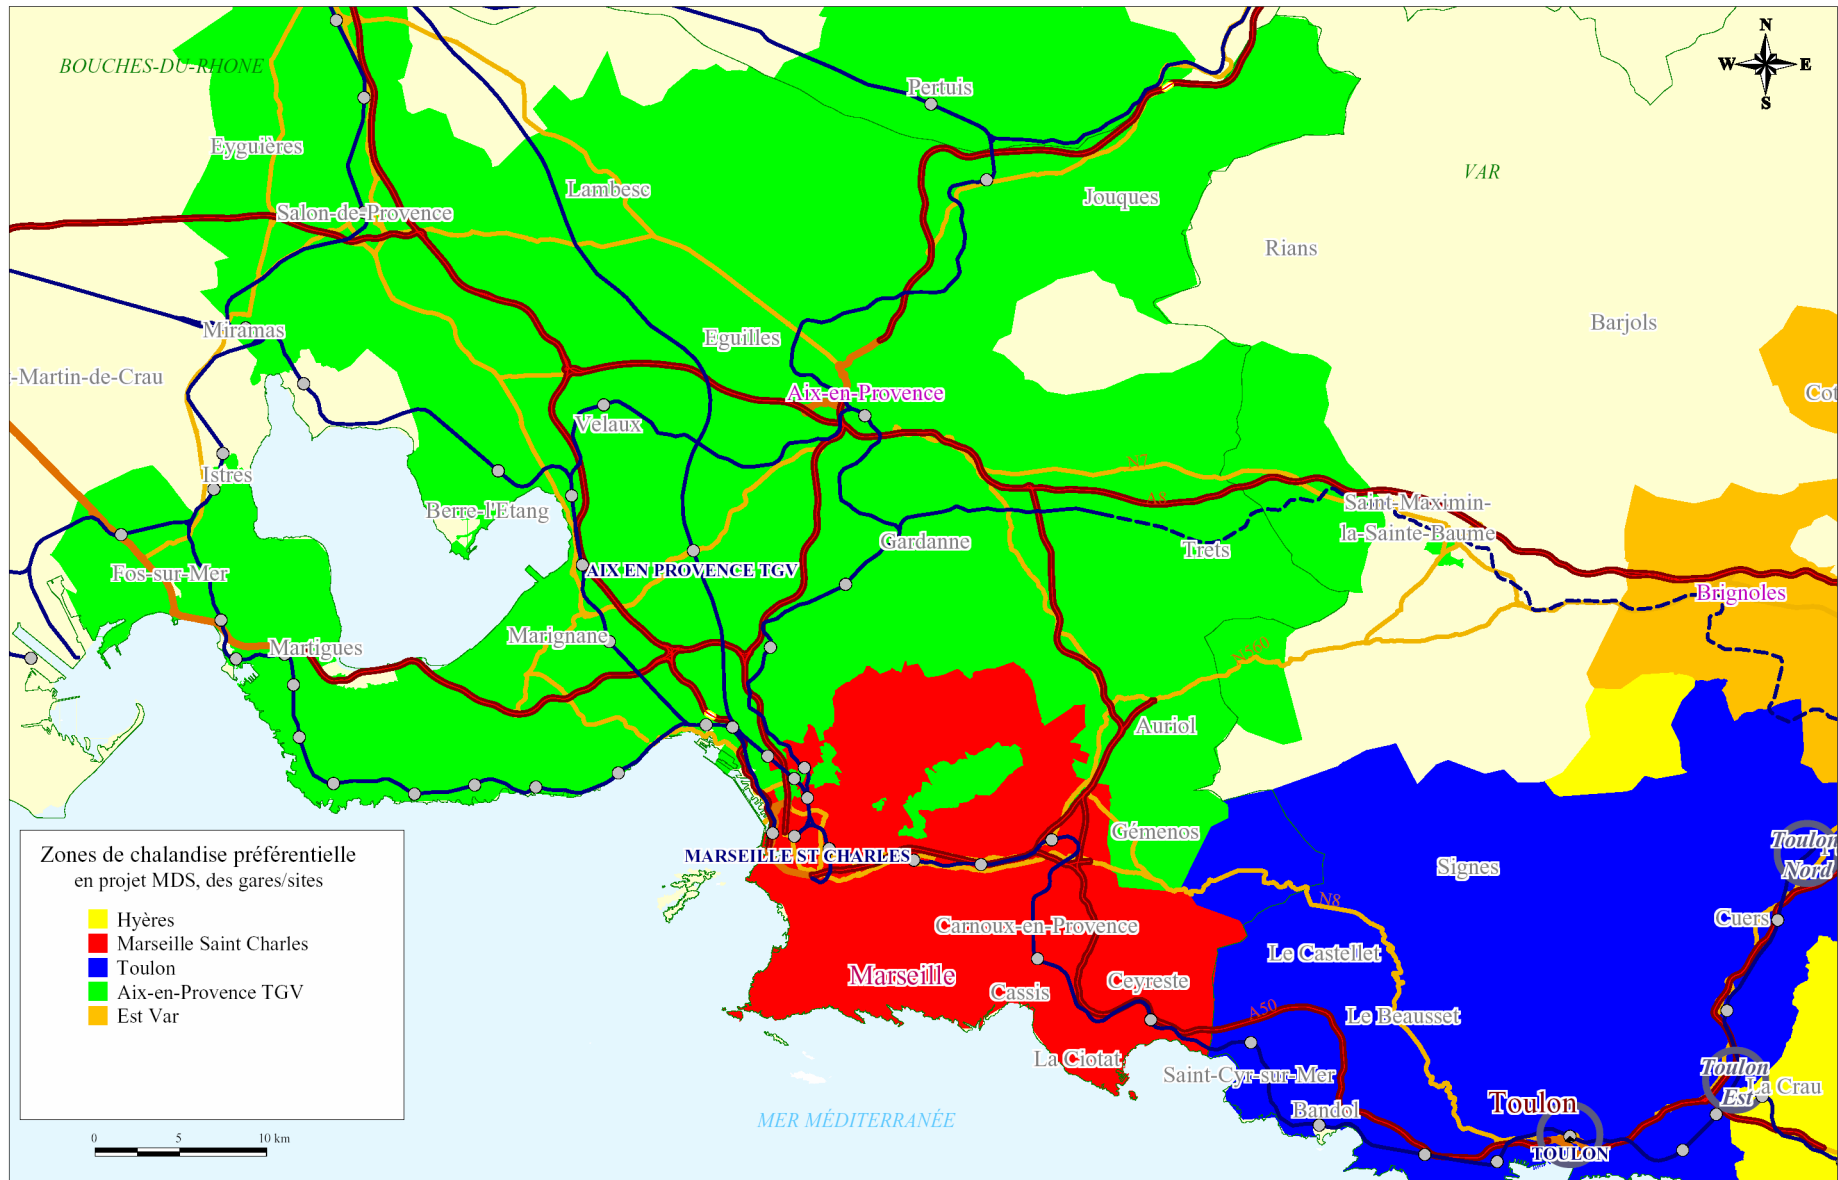 N
W E
S
BOUCHES-DU-RHONE
Pertuis
Eyguières
VAR
Lambesc
Jouques
Salon-de-Provence
Rians
Miramas
Eguilles
Barjols
-Martin-de-Crau
Aix-en-Provence
Cot
Velaux
N7
Istres
A8
Berre-l'Etang
Saint-Maximin-
la-Sainte-Baume
Gardanne
Trets
Fos-sur-Mer
AIX EN PROVENCE TGV
Brignoles
Marignane
Martigues
N560
Auriol
Gémenos
Toulon
Nord
MARSEILLE ST CHARLES
Signes
N8
Cuers
Carnoux-en-Provence
Le Castellet
Marseille
Ceyreste
Cassis
A50
Le Beausset
La Ciotat
Saint-Cyr-sur-Mer
Toulon
Est
La Crau
Bandol
Toulon
TOULON
MER MÉDITERRANÉE
Zones de chalandise préférentielle
en projet MDS, des gares/sites
Hyères
Marseille Saint Charles
Toulon
Aix-en-Provence TGV
Est Var
0 5 10 km